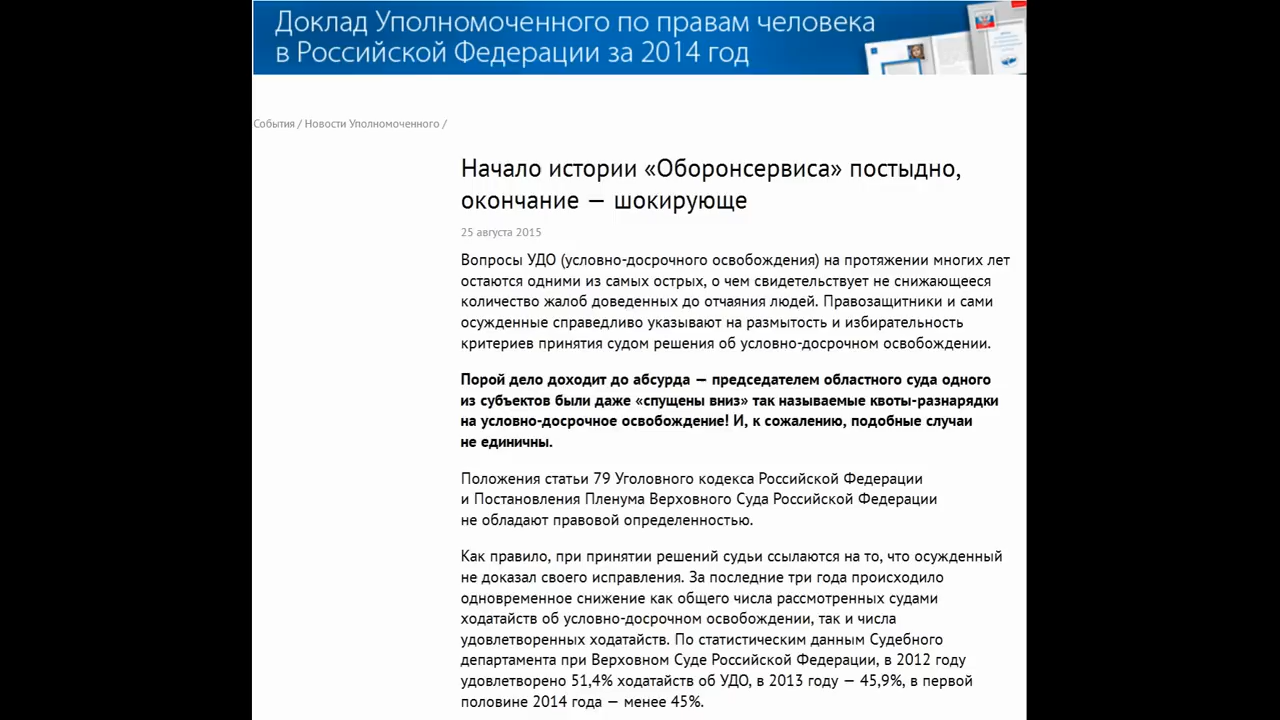 Доклад Уполномоченного по правам человека
в Российской Федерации за 2014 год
События / Новости Уполномоченного /
Начало истории «Оборонсервиса» постыдно,
окончание — шокирующе
25 августа 2015
Вопросы УДО (условно-досрочного освобождения) на протяжении многих лет
остаются одними из самых острых, о чем свидетельствует не снижающееся
количество жалоб доведенных до отчаяния людей. Правозащитники и сами
осужденные справедливо указывают на размытость и избирательность
критериев принятия судом решения об условно-досрочном освобождении.
Порой дело доходит до абсурда — председателем областного суда одного
из субъектов были даже «спущены вниз» так называемые квоты-разнарядки
на условно-досрочное освобождение! И, к сожалению, подобные случаи
не единичны.
Положения статьи 79 Уголовного кодекса Российской Федерации
и Постановления Пленума Верховного Суда Российской Федерации
не обладают правовой определенностью.
Как правило, при принятии решений судьи ссылаются на то, что осужденный
не доказал своего исправления. За последние три года происходило
одновременное снижение как общего числа рассмотренных судами
ходатайств об условно-досрочном освобождении, так и числа
удовлетворенных ходатайств. По статистическим данным Судебного
департамента при Верховном Суде Российской Федерации, в 2012 году
удовлетворено 51,4% ходатайств об УДО, в 2013 году — 45,9%, в первой
половине 2014 года — менее 45%.